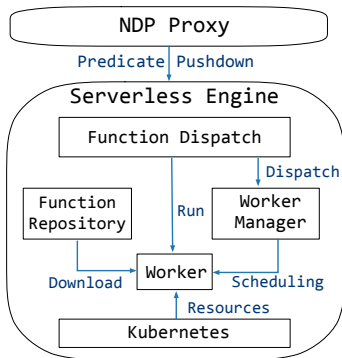 NDP Proxy
Predicate Pushdown
Serverless Engine
Function Dispatch
Dispatch
Function
Repository
Run
Worker
Manager
Download
Worker
Scheduling
Resources
Kubernetes